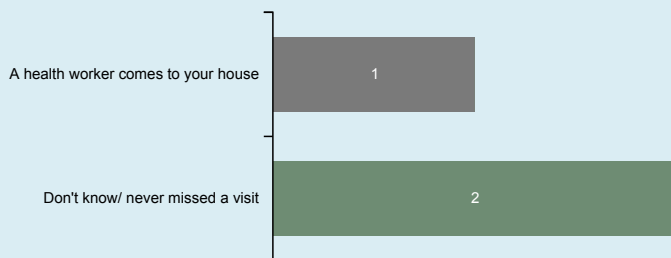 A health worker comes to your house
1
Don't know/ never missed a visit
2